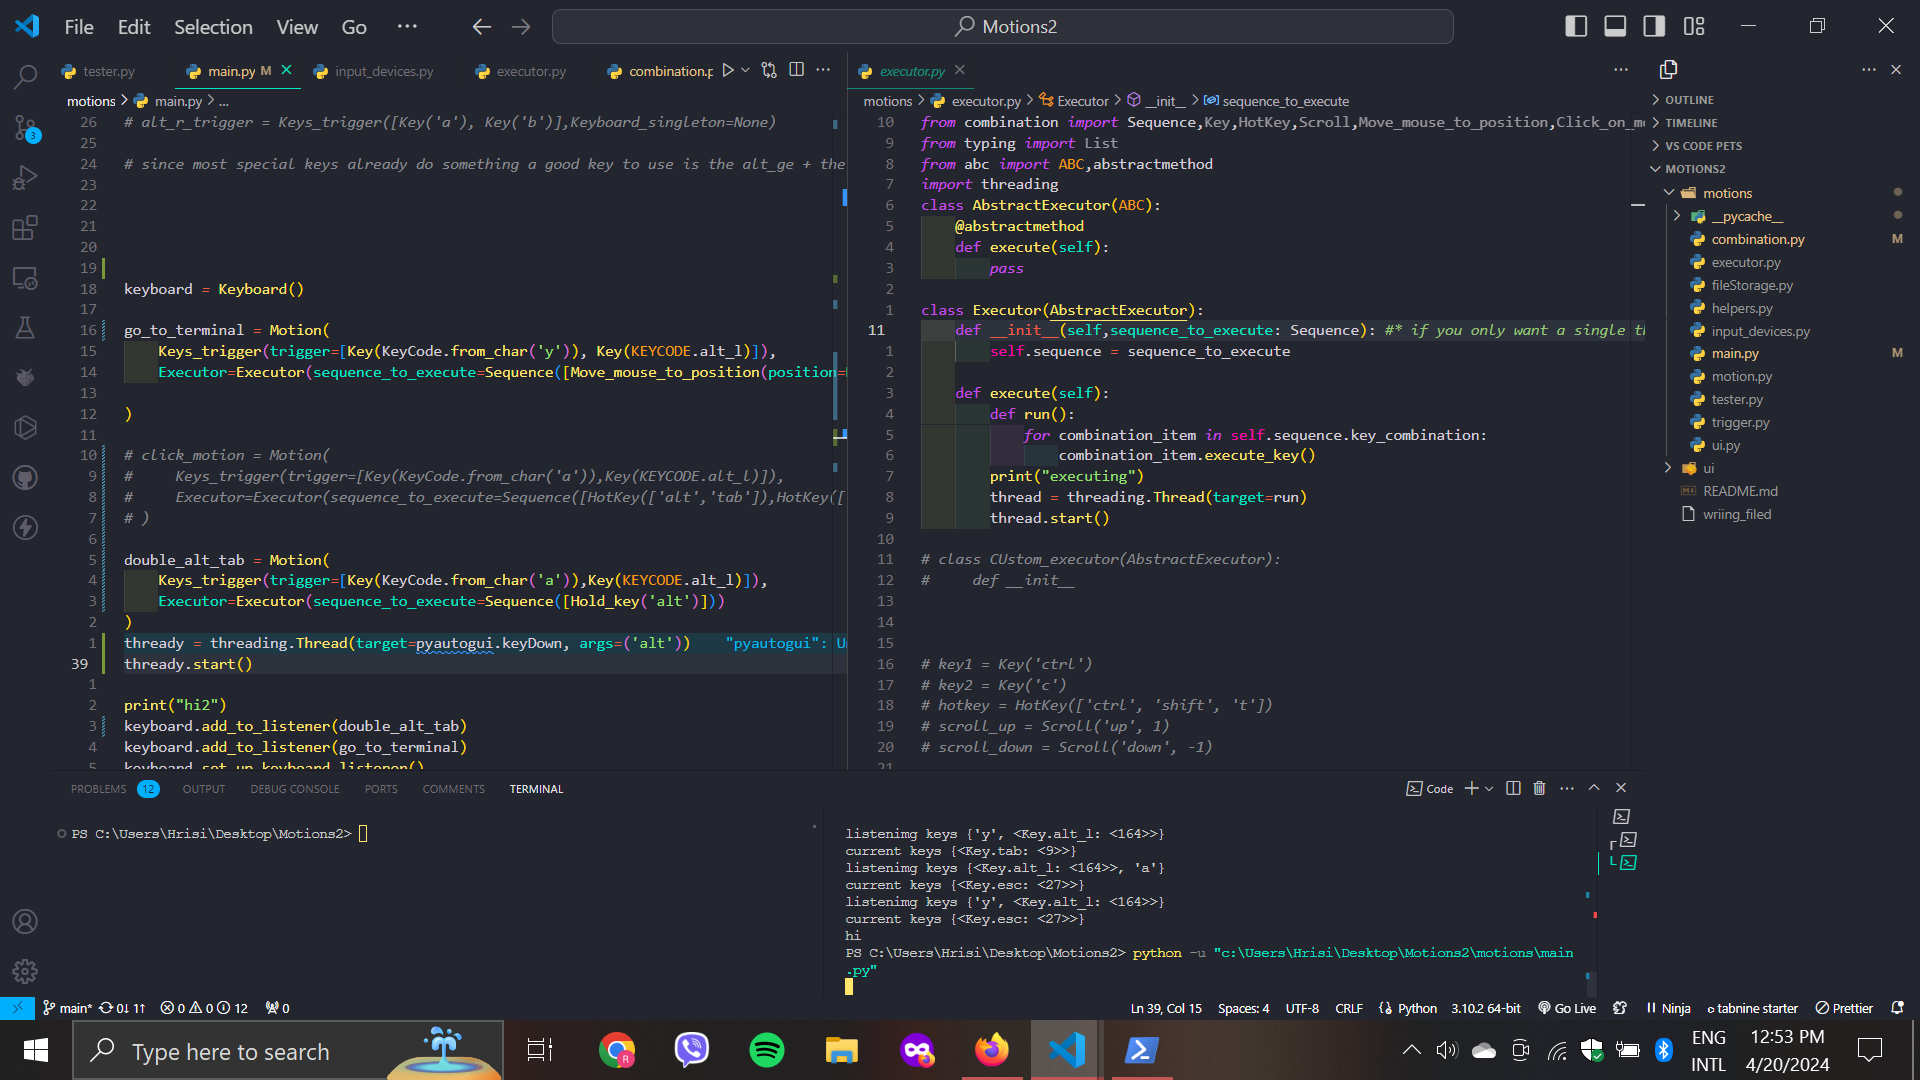 File Edit Selection View Go ··· Motions2
tester.py main.py M input_devices.py executor.py combination.p
motions > main.py > ...
26 # alt_r_trigger = Keys_trigger([Key('a'), Key('b')],Keyboard_singleton=None)
25
24 # since most special keys already do something a good key to use is the alt_ge + the
23
22
21
20
19
18 keyboard = Keyboard()
17
16 go_to_terminal = Motion(
15 Keys_trigger(trigger=[Key(KeyCode.from_char('y')), Key(KEYCODE.alt_l)]),
14 Executor=Executor(sequence_to_execute=Sequence([Move_mouse_to_position(position=
13
12 )
11
10 # click_motion = Motion(
9 # Keys_trigger(trigger=[Key(KeyCode.from_char('a')),Key(KEYCODE.alt_l)]),
8 # Executor=Executor(sequence_to_execute=Sequence([HotKey(['alt','tab']),HotKey([
7 # )
6
5 double_alt_tab = Motion(
4 Keys_trigger(trigger=[Key(KeyCode.from_char('a')),Key(KEYCODE.alt_l)]),
3 Executor=Executor(sequence_to_execute=Sequence([Hold_key('alt')]))
2 )
1 thready = threading.Thread(target=pyautogui.keyDown, args=('alt')) "pyautogui": U
39 thready.start()
1
2 print("hi2")
3 keyboard.add_to_listener(double_alt_tab)
4 keyboard.add_to_listener(go_to_terminal)
5 keyboard.set_up_keyboard_listener()
executor.py
motions > executor.py > Executor > __init__ > sequence_to_execute
10 from combination import Sequence,Key,HotKey,Scroll,Move_mouse_to_position,Click_on_m
9 from typing import List
8 from abc import ABC,abstractmethod
7 import threading
6 class AbstractExecutor(ABC):
5 @abstractmethod
4 def execute(self):
3 pass
2
1 class Executor(AbstractExecutor):
11 def __init__(self,sequence_to_execute: Sequence): #* if you only want a single t
1 self.sequence = sequence_to_execute
2
3 def execute(self):
4 def run():
5 for combination_item in self.sequence.key_combination:
6 combination_item.execute_key()
7 print("executing")
8 thread = threading.Thread(target=run)
9 thread.start()
10
11 # class CUstom_executor(AbstractExecutor):
12 # def __init__
13
14
15
16 # key1 = Key('ctrl')
17 # key2 = Key('c')
18 # hotkey = HotKey(['ctrl', 'shift', 't'])
19 # scroll_up = Scroll('up', 1)
20 # scroll_down = Scroll('down', -1)
21
OUTLINE
TIMELINE
VS CODE PETS
MOTIONS2
motions
__pycache__
combination.py M
executor.py
fileStorage.py
helpers.py
input_devices.py
main.py M
motion.py
tester.py
trigger.py
ui.py
ui
README.md
wriing_filed
3
PROBLEMS 12 OUTPUT DEBUG CONSOLE PORTS COMMENTS TERMINAL Code
PS C:\Users\Hrisi\Desktop\Motions2>
listenimg keys {'y', <Key.alt_l: <164>>}
current keys {<Key.tab: <9>>}
listenimg keys {<Key.alt_l: <164>>, 'a'}
current keys {<Key.esc: <27>>}
listenimg keys {'y', <Key.alt_l: <164>>}
current keys {<Key.esc: <27>>}
hi
PS C:\Users\Hrisi\Desktop\Motions2> python -u "c:\Users\Hrisi\Desktop\Motions2\motions\main
.py"
main* 0↓ 1↑ 0 0 12 0 Ln 39, Col 15 Spaces: 4 UTF-8 CRLF Python 3.10.2 64-bit Go Live Ninja tabnine starter Prettier
Type here to search
R
ENG
INTL
12:53 PM
4/20/2024